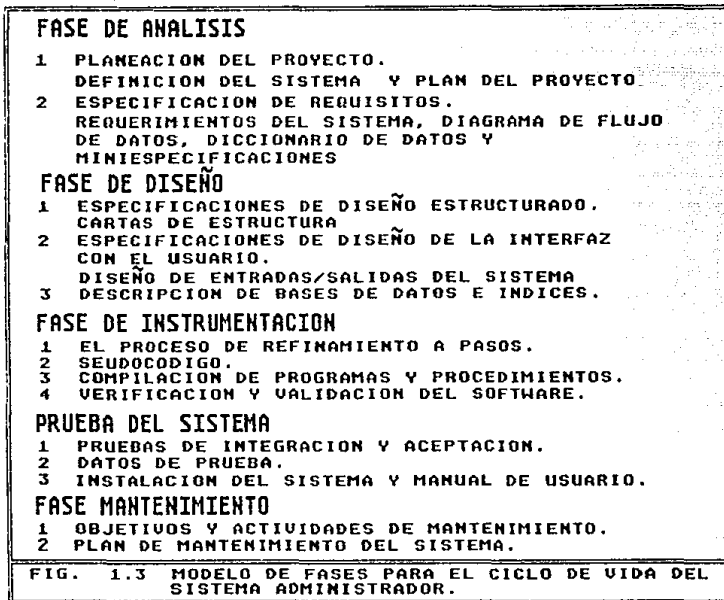 FASE DE ANALISIS
1 PLANEACION DEL PROYECTO.
DEFINICION DEL SISTEMA Y PLAN DEL PROYECTO
2 ESPECIFICACION DE REQUISITOS.
REQUERIMIENTOS DEL SISTEMA, DIAGRAMA DE FLUJO
DE DATOS, DICCIONARIO DE DATOS Y
MINIESPECIFICACIONES
FASE DE DISEÑO
1 ESPECIFICACIONES DE DISEÑO ESTRUCTURADO.
CARTAS DE ESTRUCTURA
2 ESPECIFICACIONES DE DISEÑO DE LA INTERFAZ
CON EL USUARIO.
DISEÑO DE ENTRADAS/SALIDAS DEL SISTEMA
3 DESCRIPCION DE BASES DE DATOS E INDICES.
FASE DE INSTRUMENTACION
1 EL PROCESO DE REFINAMIENTO A PASOS.
2 SEUDOCODIGO.
3 COMPILACION DE PROGRAMAS Y PROCEDIMIENTOS.
4 VERIFICACION Y VALIDACION DEL SOFTWARE.
PRUEBA DEL SISTEMA
1 PRUEBAS DE INTEGRACION Y ACEPTACION.
2 DATOS DE PRUEBA.
3 INSTALACION DEL SISTEMA Y MANUAL DE USUARIO.
FASE MANTENIMIENTO
1 OBJETIVOS Y ACTIVIDADES DE MANTENIMIENTO.
2 PLAN DE MANTENIMIENTO DEL SISTEMA.
FIG. 1.3 MODELO DE FASES PARA EL CICLO DE VIDA DEL
SISTEMA ADMINISTRADOR.